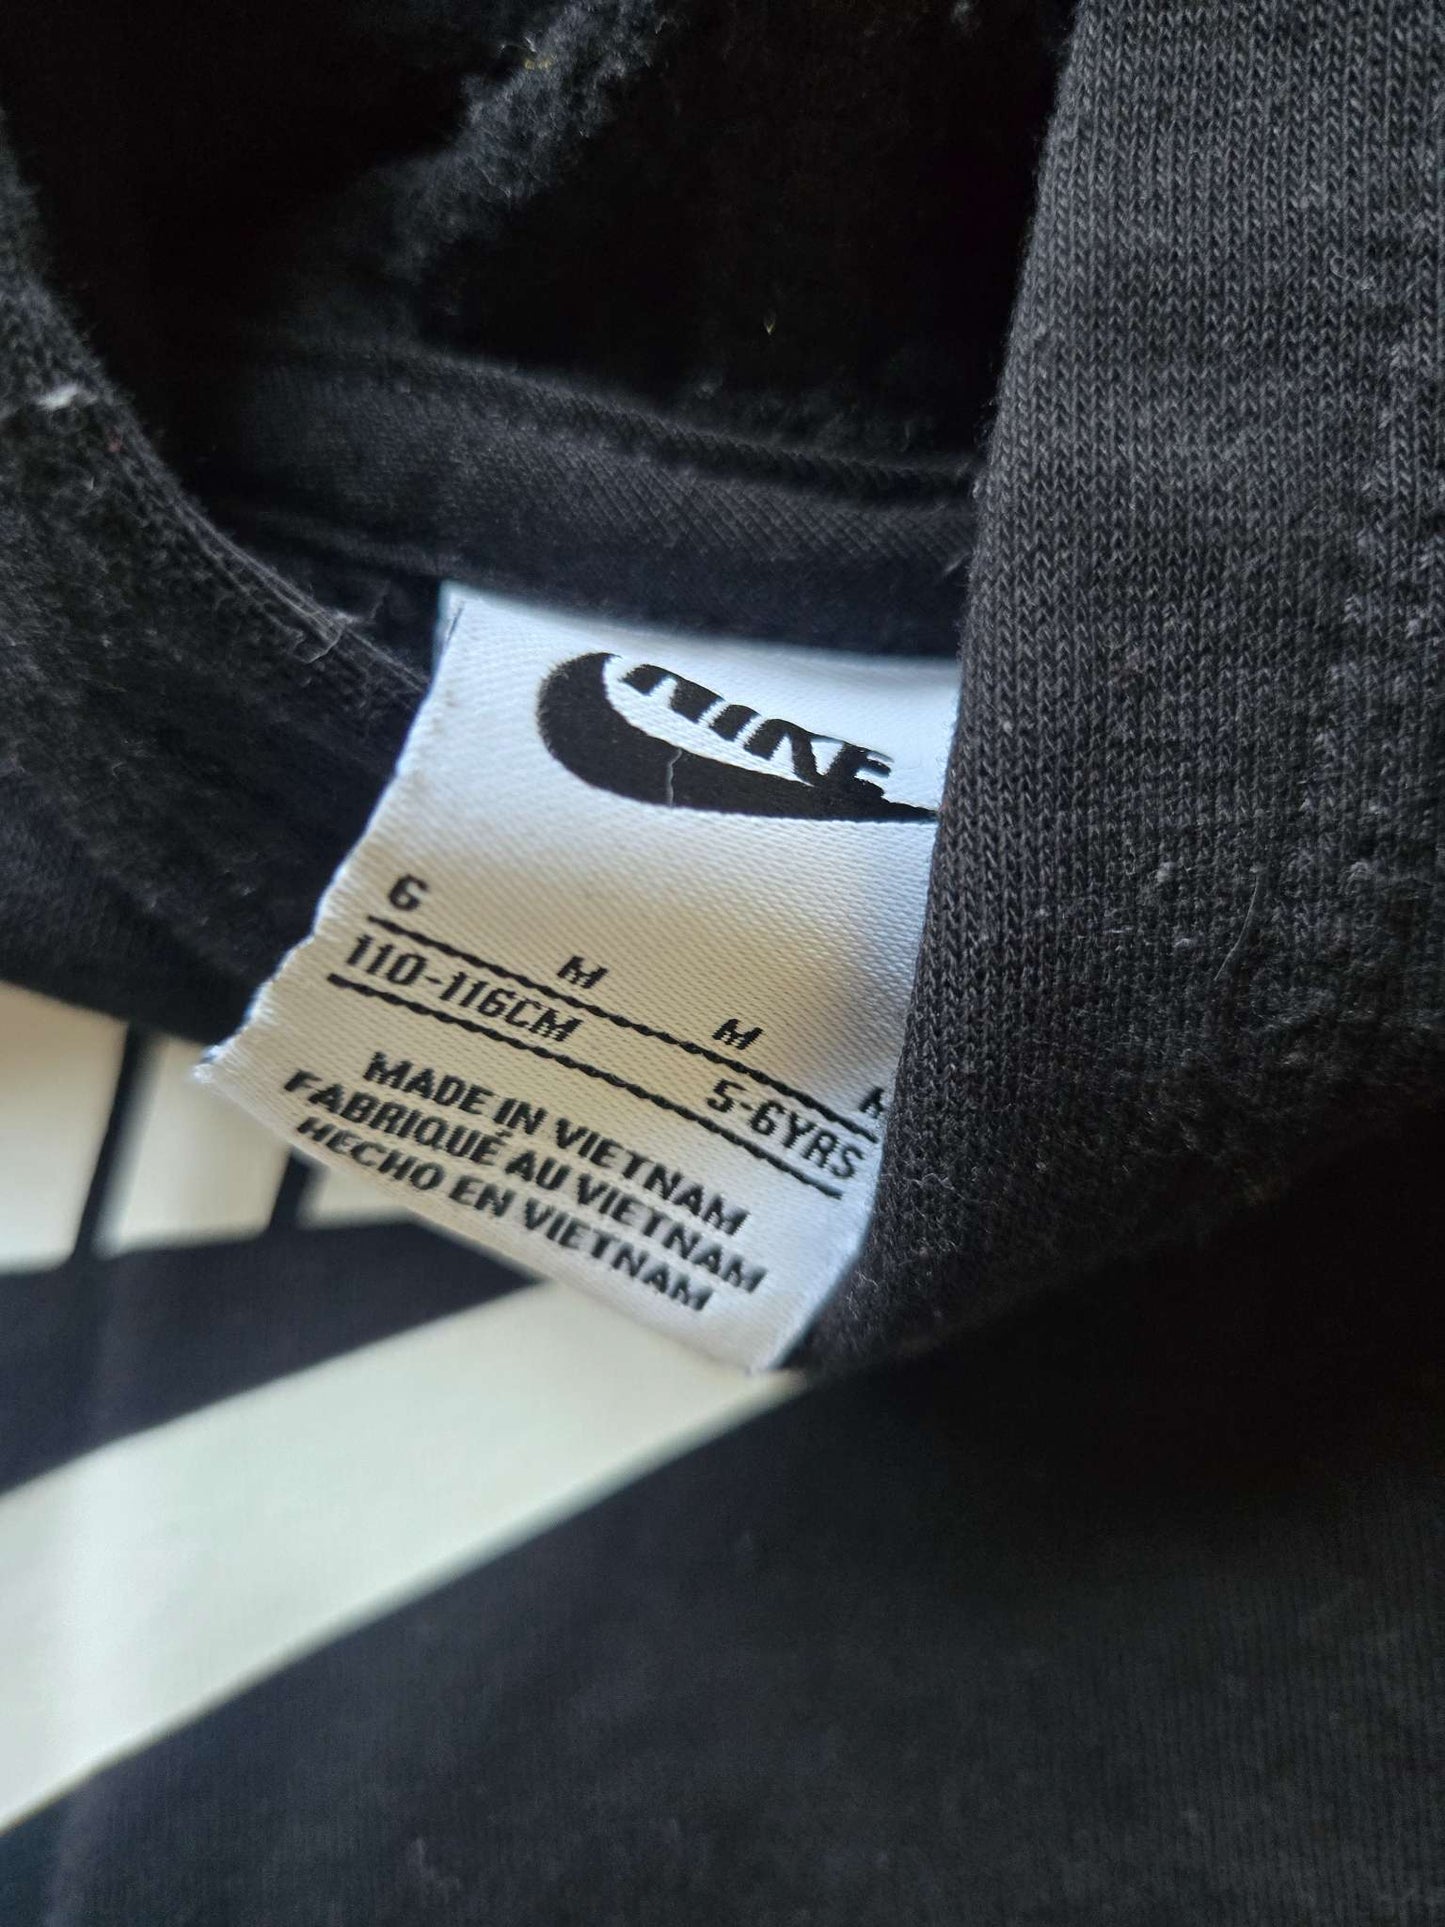 NIKE
6 M M
110-116CM 5-6YRS
MADE IN VIETNAM
FABRIQUÉ AU VIETNAM
HECHO EN VIETNAM